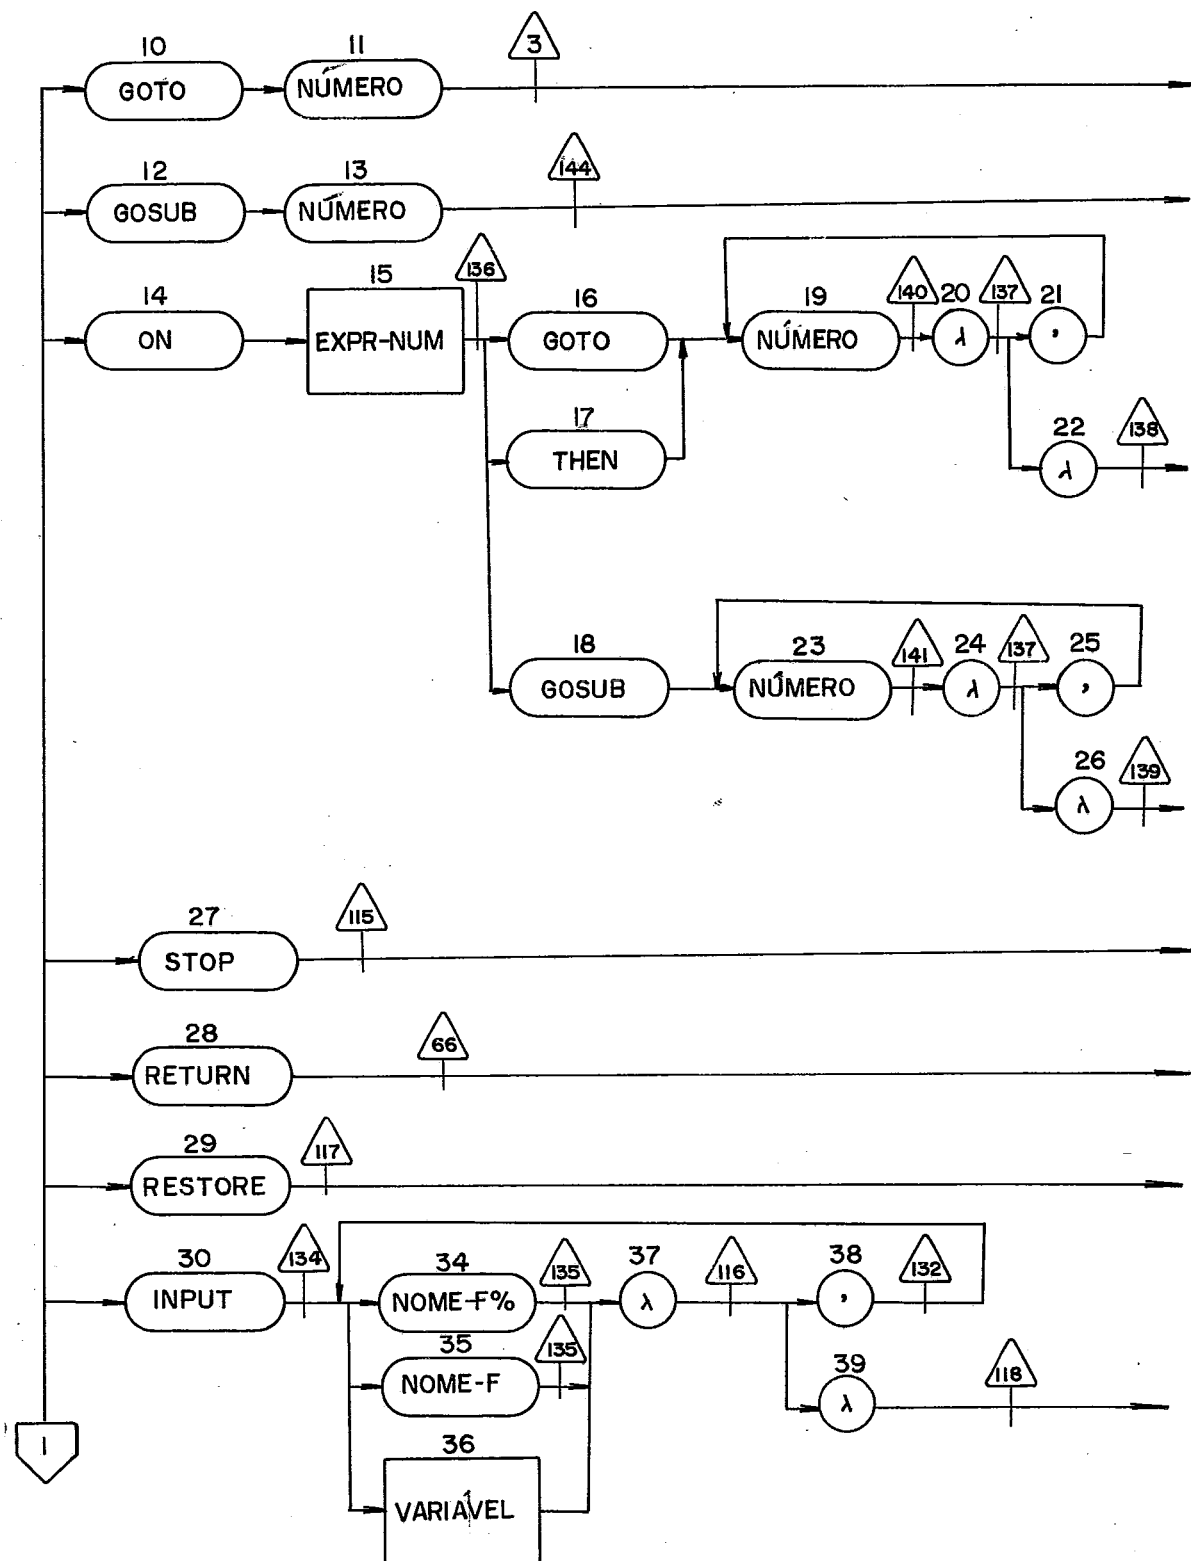 10 11 3
GOTO NÚMERO
12 13 144
GOSUB NÚMERO
14 15 136 16 19 140 20 137 21
ON EXPR-NUM GOTO NÚMERO λ ,
17 22 138
THEN λ
18 23 141 24 137 25
GOSUB NÚMERO λ ,
26 139
λ
27 115
STOP
28 66
RETURN
29 117
RESTORE
30 134 34 135 37 116 38 132
INPUT NOME-F% λ ,
35 135 39 118
NOME-F λ
1
36
VARIÁVEL